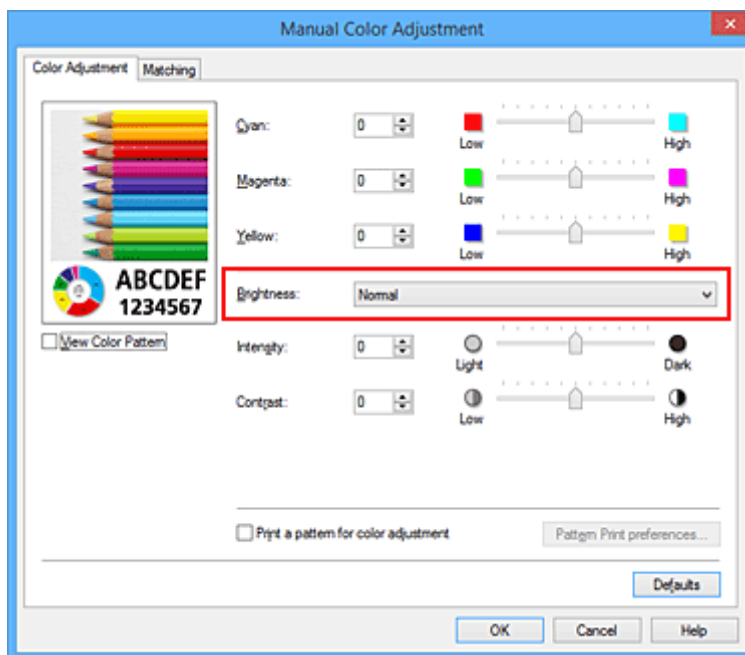 Manual Color Adjustment
Color Adjustment Matching
Cyan: 0 Low High
Magenta: 0 Low High
Yellow: 0 Low High
ABCDEF
1234567
Brightness: Normal
View Color Pattern
Intensity: 0 Light Dark
Contrast: 0 Low High
Print a pattern for color adjustment Pattern Print preferences...
Defaults
OK Cancel Help